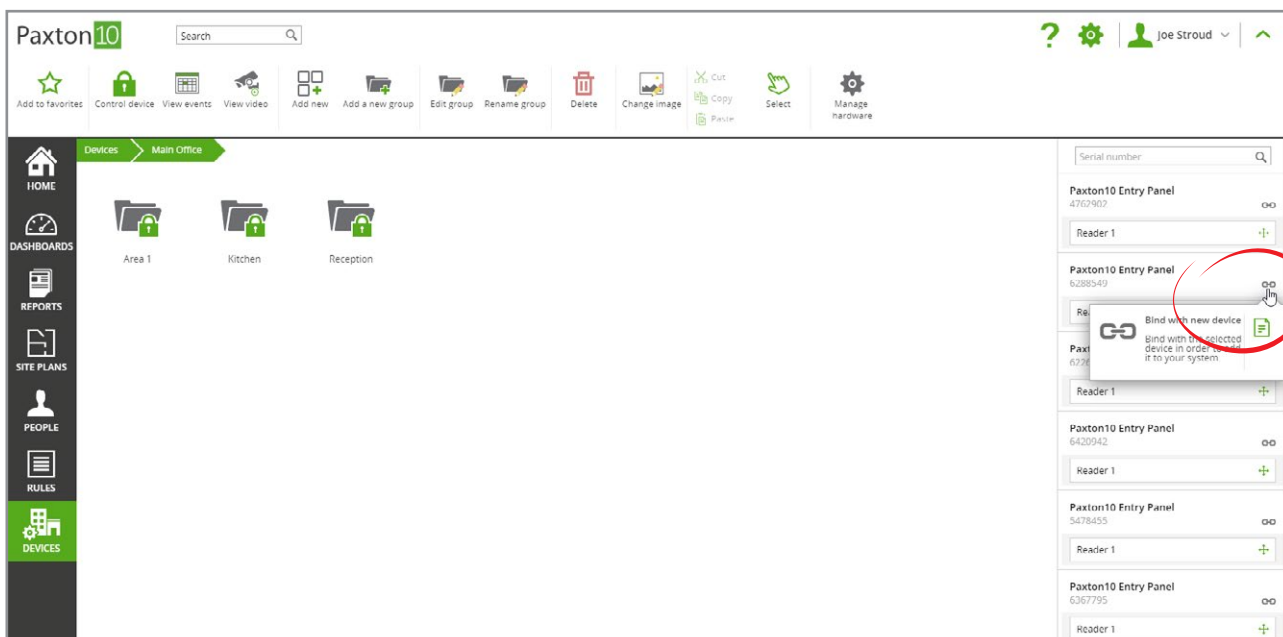 Paxton10
Search
Joe Stroud
Add to favorites
Control device
View events
View video
Add new
Add a new group
Edit group
Rename group
Delete
Change image
Cut
Copy
Paste
Select
Manage
hardware
HOME
DASHBOARDS
REPORTS
SITE PLANS
PEOPLE
RULES
DEVICES
Devices
Main Office
Area 1
Kitchen
Reception
Serial number
Paxton10 Entry Panel
4762902
Reader 1
Paxton10 Entry Panel
6288549
Re
Bind with new device
Bind with the selected
device in order to add
it to your system
Paxt
Reader 1
Paxton10 Entry Panel
6420942
Reader 1
Paxton10 Entry Panel
5478455
Reader 1
Paxton10 Entry Panel
6367795
Reader 1